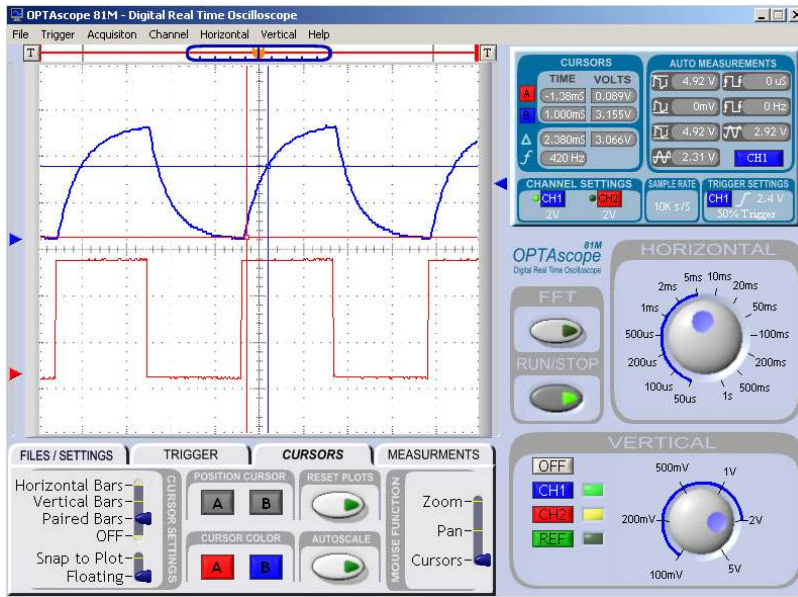 OPTAscope 81M - Digital Real Time Oscilloscope
File Trigger Acquisiton Channel Horizontal Vertical Help
T T
CURSORS
TIME VOLTS
A -1.38mS 0.089V
B 1.000mS 3.155V
Δ 2.380mS 3.066V
f 420 Hz
AUTO MEASUREMENTS
4.92 V 0 uS
0mV 0 Hz
4.92 V 2.92 V
2.31 V CH1
CHANNEL SETTINGS
CH1 CH2
2V 2V
SAMPLE RATE
10K s/S
TRIGGER SETTINGS
CH1 2.4 V
50% Trigger
81M
OPTAscope
Digital Real Time Oscilloscope
FFT
RUN/STOP
HORIZONTAL
5ms 10ms
2ms 20ms
1ms 50ms
500us 100ms
200us 200ms
100us 500ms
50us 1s
FILES / SETTINGS TRIGGER CURSORS MEASURMENTS
Horizontal Bars
Vertical Bars
Paired Bars
OFF
Snap to Plot
Floating
CURSOR SETTINGS
POSITION CURSOR
A B
CURSOR COLOR
A B
RESET PLOTS
AUTOSCALE
MOUSE FUNCTION
Zoom
Pan
Cursors
VERTICAL
OFF
CH1
CH2
REF
500mV 1V
200mV 2V
100mV 5V